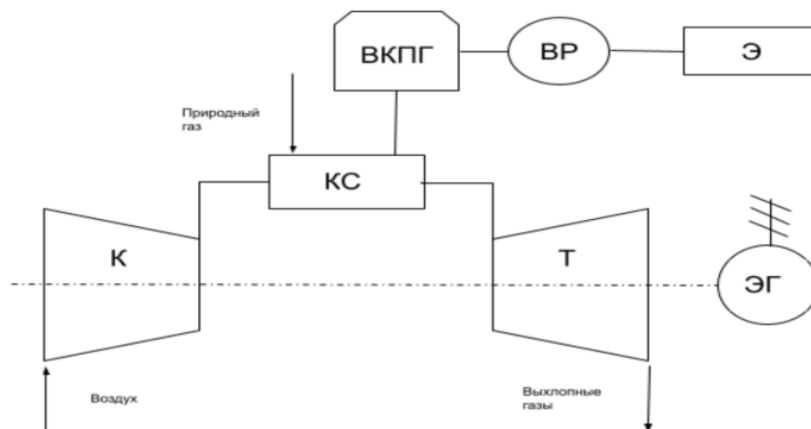 ВКПГ
ВР
Э
Природный
газ
КС
К
Т
ЭГ
Воздух
Выхлопные
газы